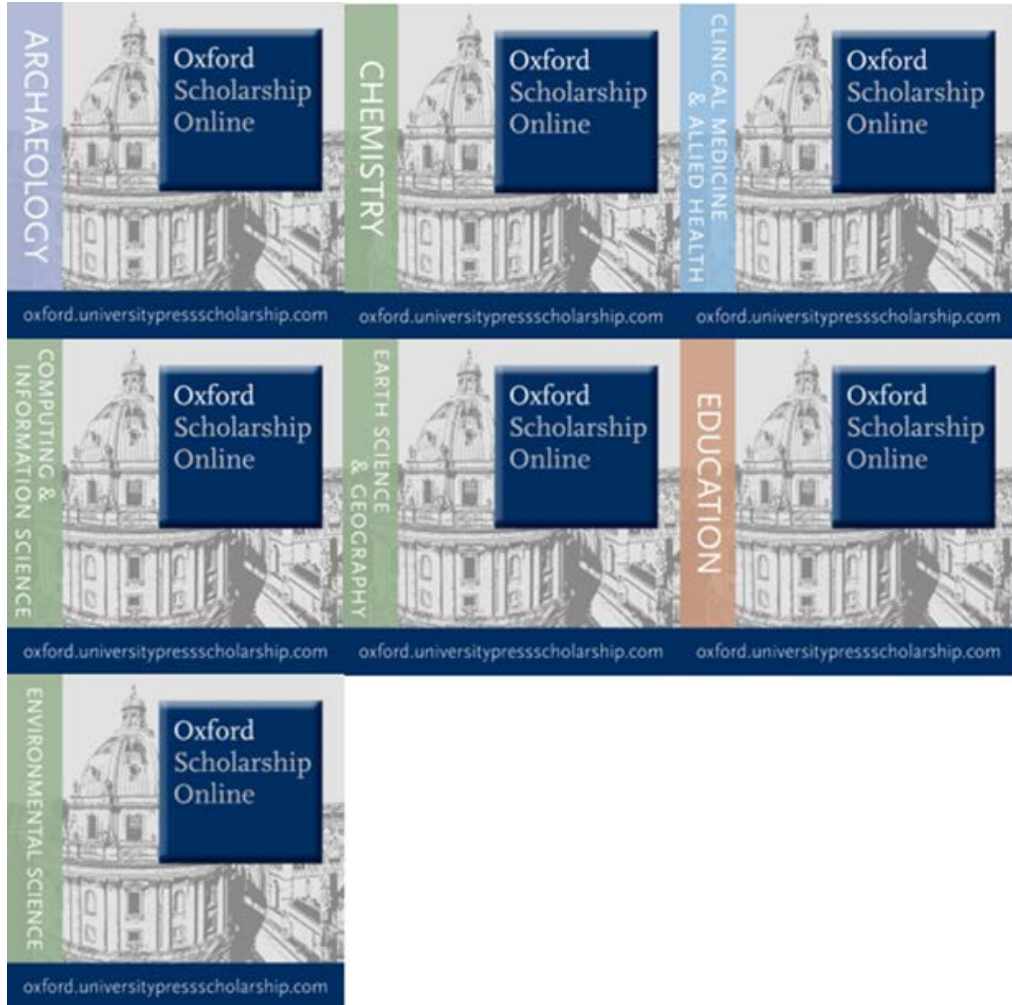 ARCHAEOLOGY
Oxford
Scholarship
Online
oxford.universitypressscholarship.com
CHEMISTRY
Oxford
Scholarship
Online
oxford.universitypressscholarship.com
CLINICAL MEDICINE
& ALLIED HEALTH
Oxford
Scholarship
Online
oxford.universitypressscholarship.com
COMPUTING &
INFORMATION SCIENCE
Oxford
Scholarship
Online
oxford.universitypressscholarship.com
EARTH SCIENCE
& GEOGRAPHY
Oxford
Scholarship
Online
oxford.universitypressscholarship.com
EDUCATION
Oxford
Scholarship
Online
oxford.universitypressscholarship.com
ENVIRONMENTAL SCIENCE
Oxford
Scholarship
Online
oxford.universitypressscholarship.com